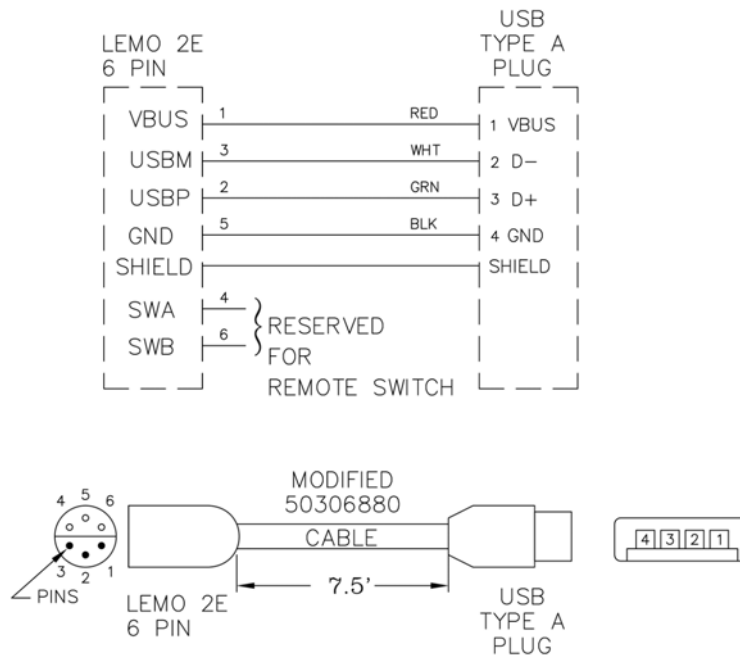 LEMO 2E
6 PIN
USB
TYPE A
PLUG
VBUS 1 RED 1 VBUS
USBM 3 WHT 2 D-
USBP 2 GRN 3 D+
GND 5 BLK 4 GND
SHIELD SHIELD
SWA 4
SWB 6
RESERVED
FOR
REMOTE SWITCH
MODIFIED
50306880
CABLE
4 5 6
3 2 1
PINS
LEMO 2E
6 PIN
7.5'
USB
TYPE A
PLUG
4 3 2 1